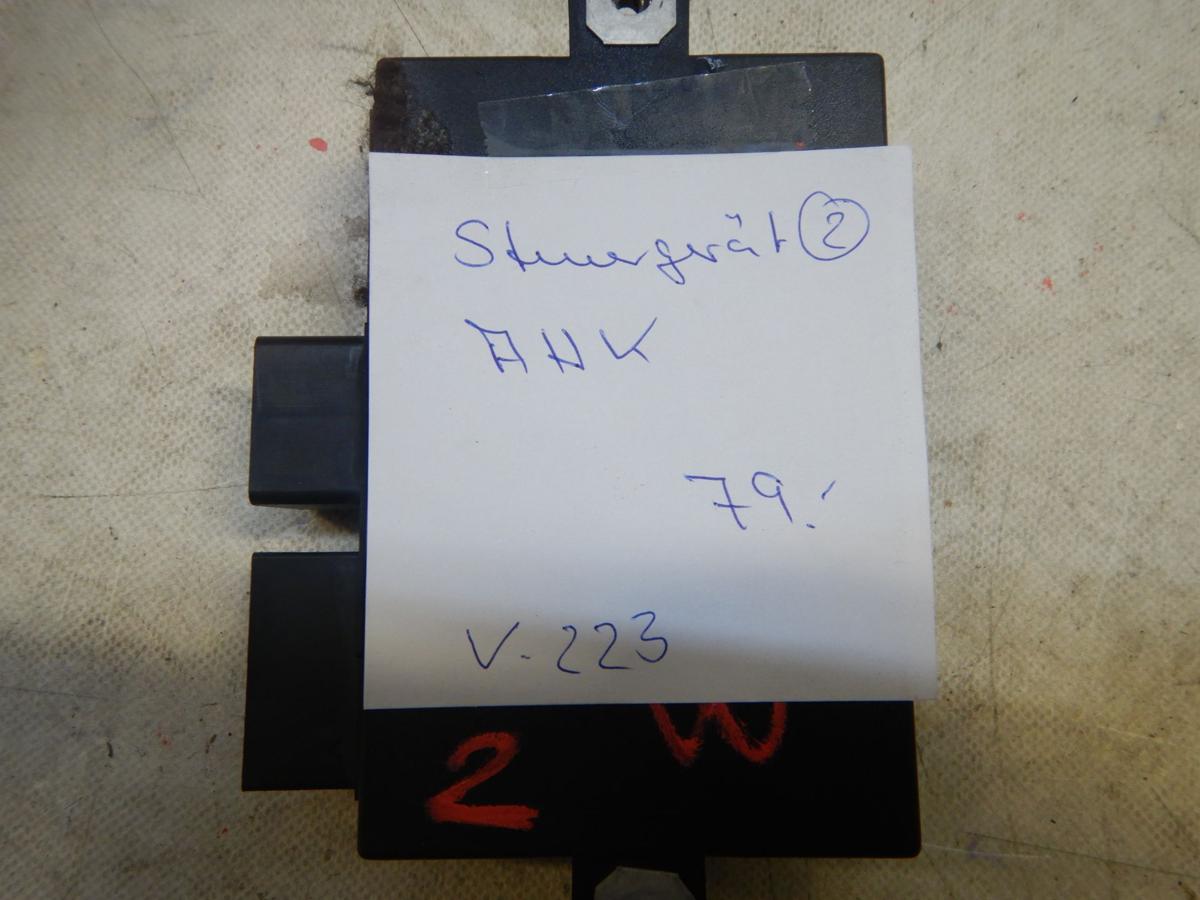 Steuergerät 2
AHK
79.-
V-223
2 W